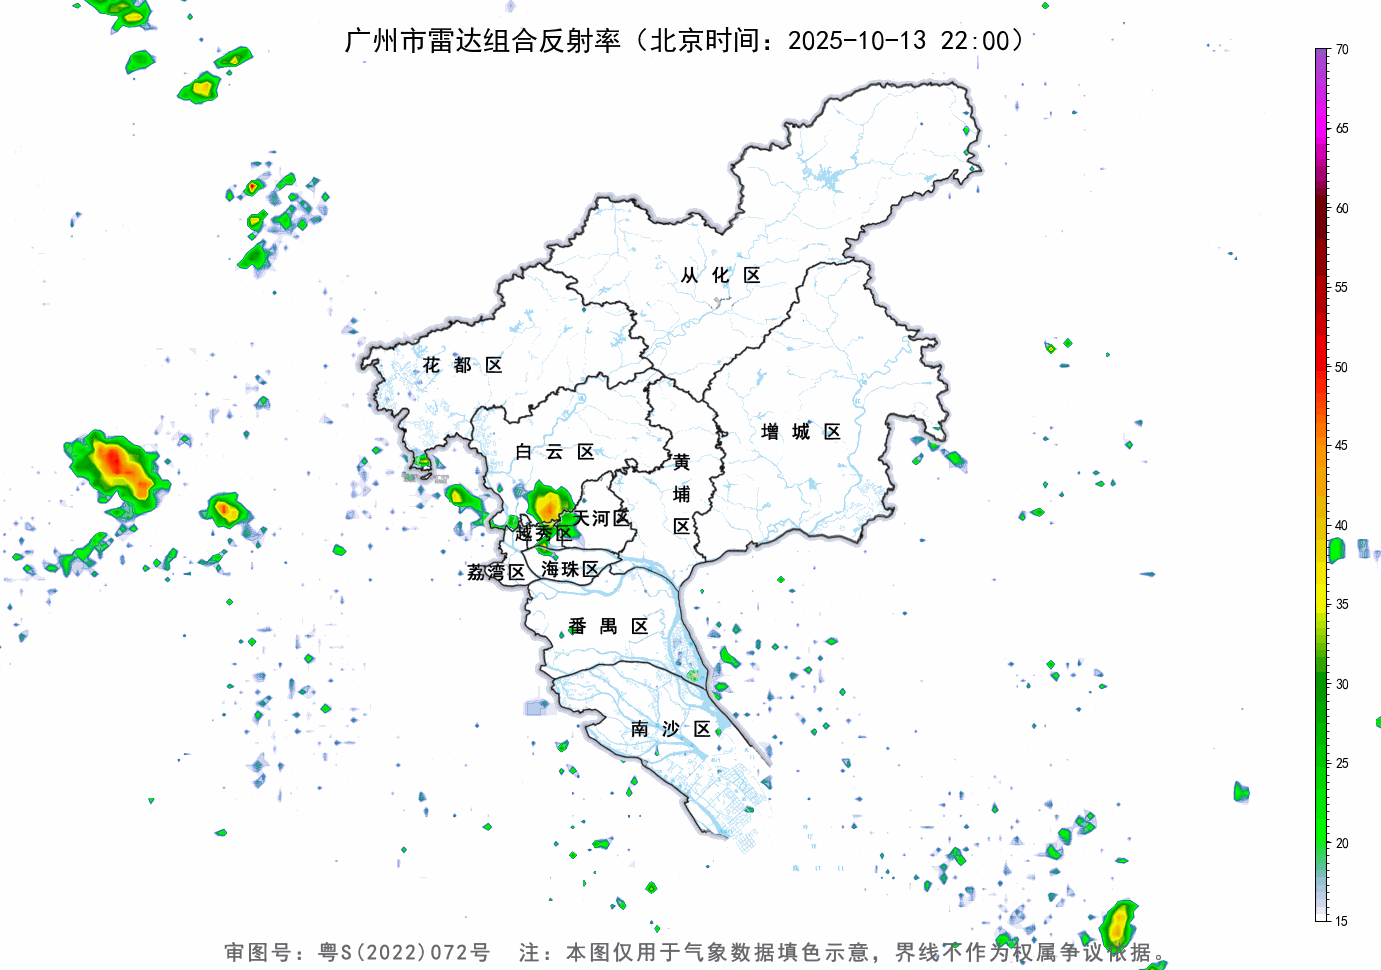 广州市雷达组合反射率（北京时间：2025-10-13 22:00）
70
65
60
55
50
45
40
35
30
25
20
15
从化区
花都区
增城区
白云区
黄埔区
天河区
越秀区
荔湾区
海珠区
番禺区
南沙区
审图号：粤S(2022)072号 注：本图仅用于气象数据填色示意，界线不作为权属争议依据。